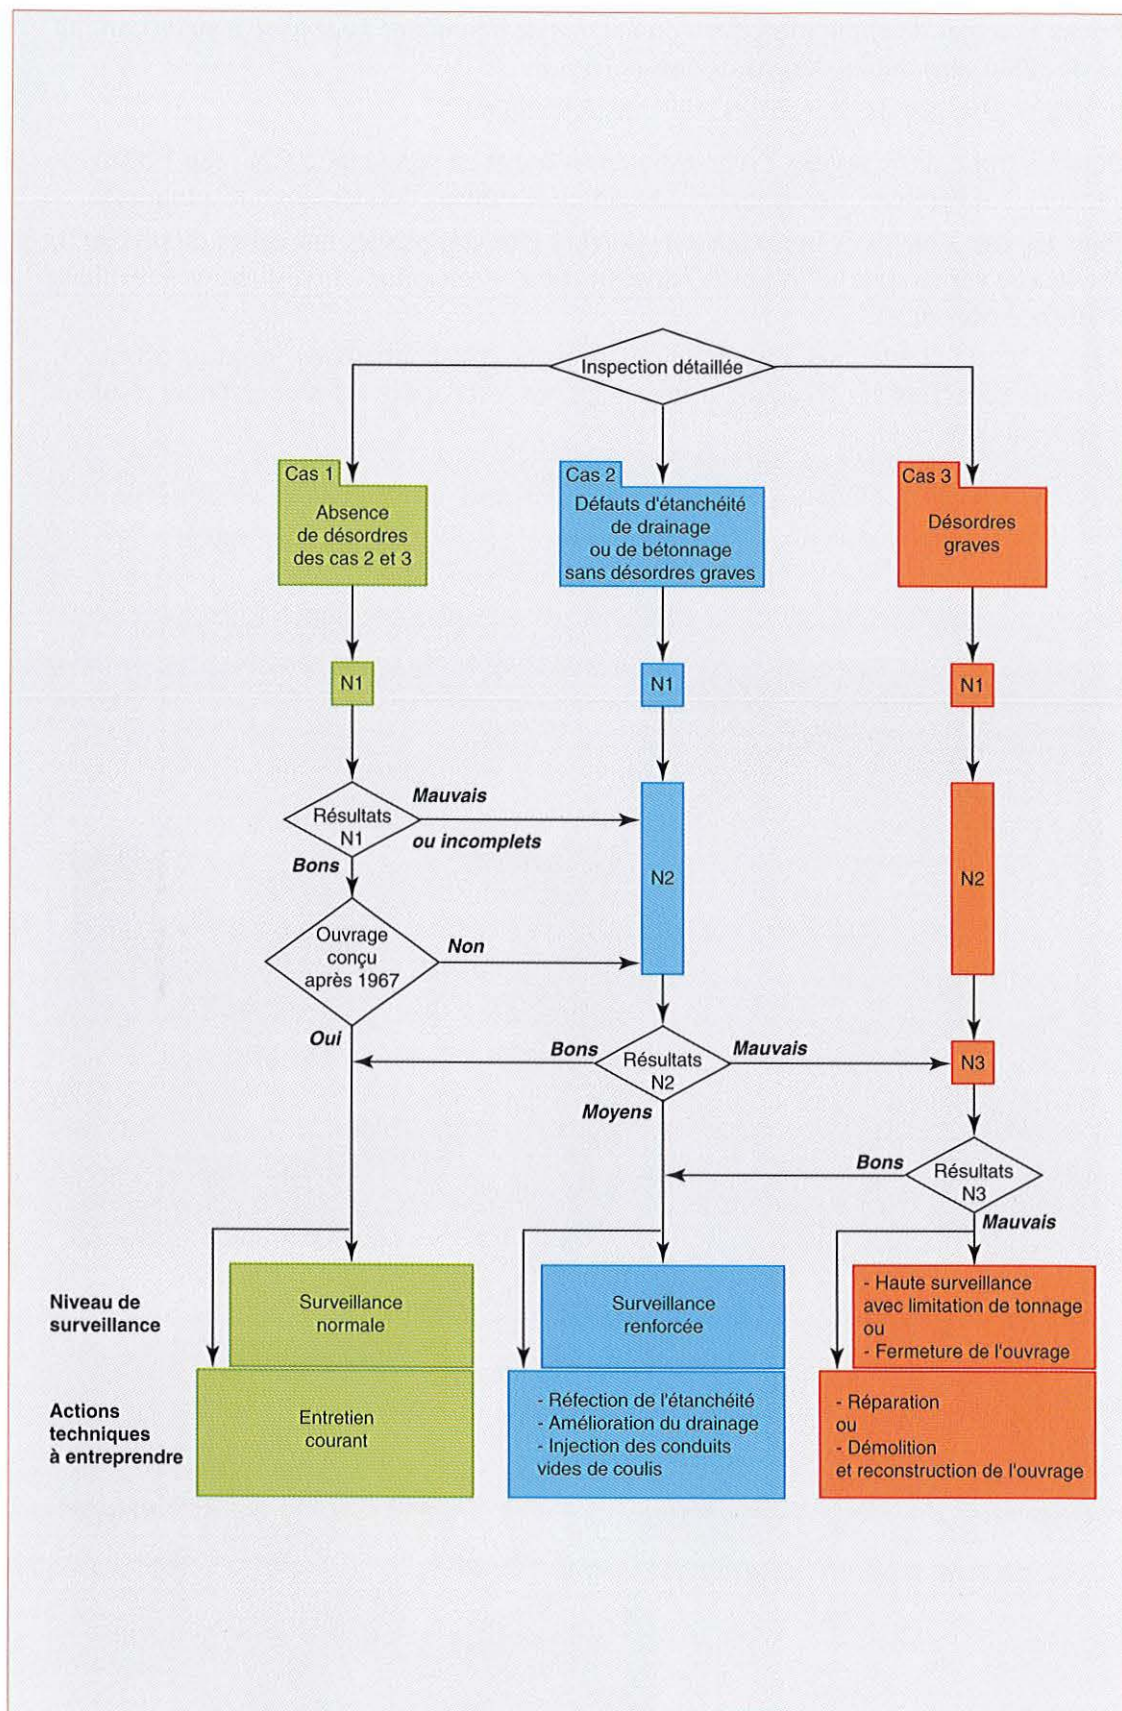 Inspection détaillée
Cas 1
Absence
de désordres
des cas 2 et 3
Cas 2
Défauts d'étanchéité
de drainage
ou de bétonnage
sans désordres graves
Cas 3
Désordres
graves
N1
N1
N1
Résultats
N1
Mauvais
ou incomplets
Bons
N2
N2
Ouvrage
conçu
après 1967
Non
Oui
Résultats
N2
Bons
Mauvais
Moyens
N3
Résultats
N3
Bons
Mauvais
Niveau de
surveillance
Surveillance
normale
Surveillance
renforcée
- Haute surveillance
avec limitation de tonnage
ou
- Fermeture de l'ouvrage
Actions
techniques
à entreprendre
Entretien
courant
- Réfection de l'étanchéité
- Amélioration du drainage
- Injection des conduits
vides de coulis
- Réparation
ou
- Démolition
et reconstruction de l'ouvrage